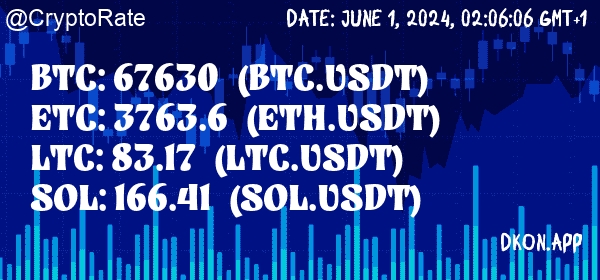 @CryptoRate
DATE: JUNE 1, 2024, 02:06:06 GMT+1
BTC: 67630 (BTC.USDT)
ETC: 3763.6 (ETH.USDT)
LTC: 83.17 (LTC.USDT)
SOL: 166.41 (SOL.USDT)
DKON.APP